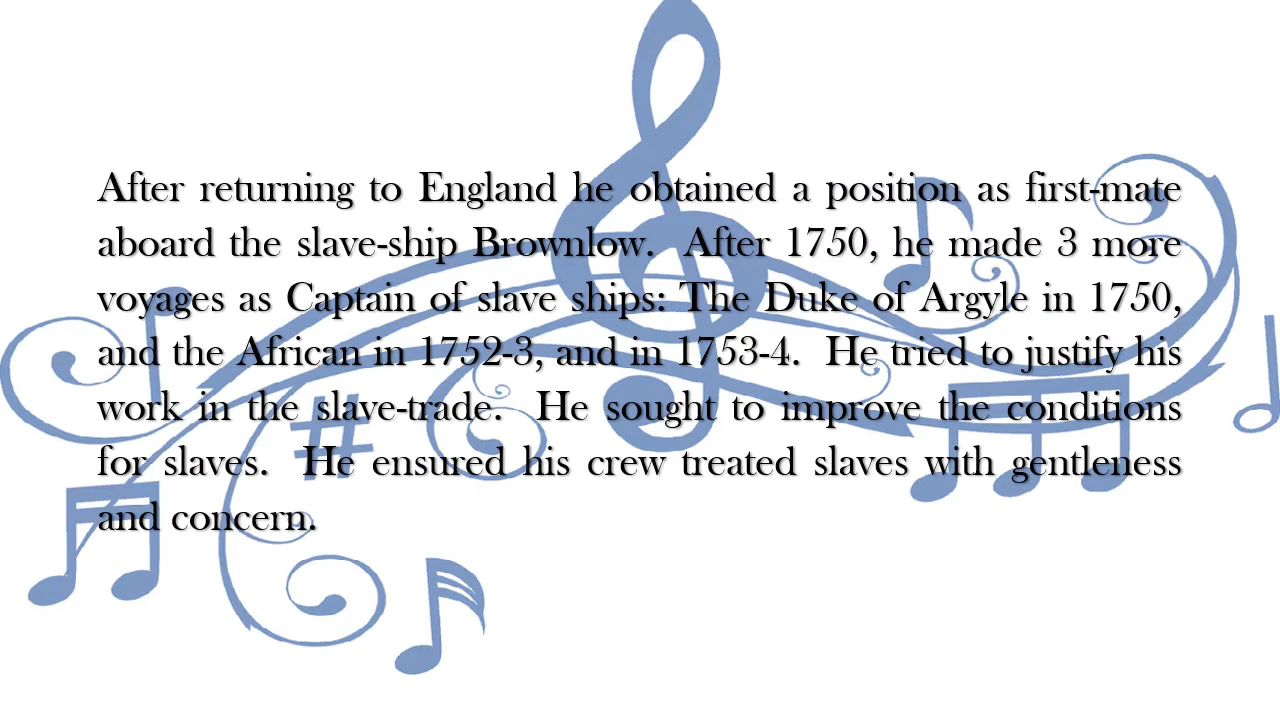 After returning to England he obtained a position as first-mate
aboard the slave-ship Brownlow. After 1750, he made 3 more
voyages as Captain of slave ships: The Duke of Argyle in 1750,
and the African in 1752-3, and in 1753-4. He tried to justify his
work in the slave-trade. He sought to improve the conditions
for slaves. He ensured his crew treated slaves with gentleness
and concern.